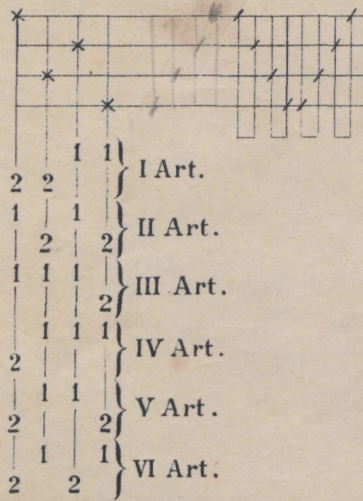 1 1
2 2 } I Art.
1 1
2 2 } II Art.
1 1 1
2 } III Art.
1 1 1
2 } IV Art.
1 1
2 2 } V Art.
1 1
2 2 } VI Art.